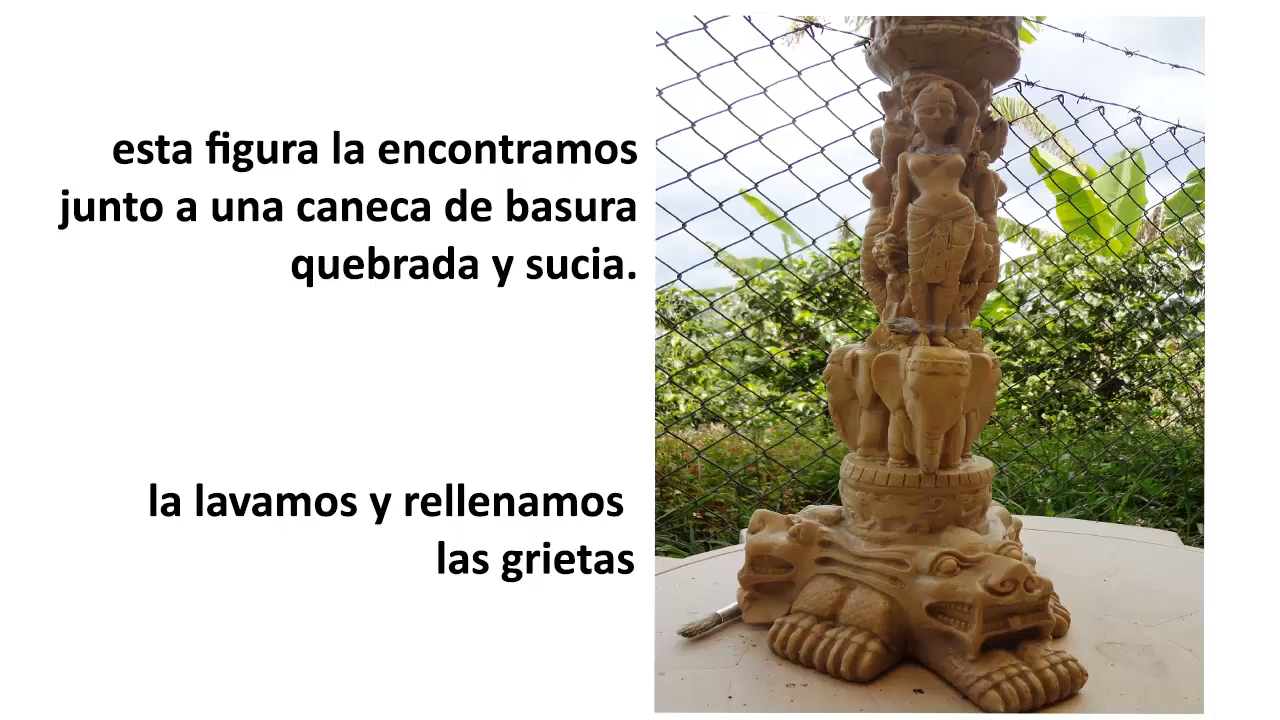 esta figura la encontramos
junto a una caneca de basura
quebrada y sucia.
la lavamos y rellenamos
las grietas